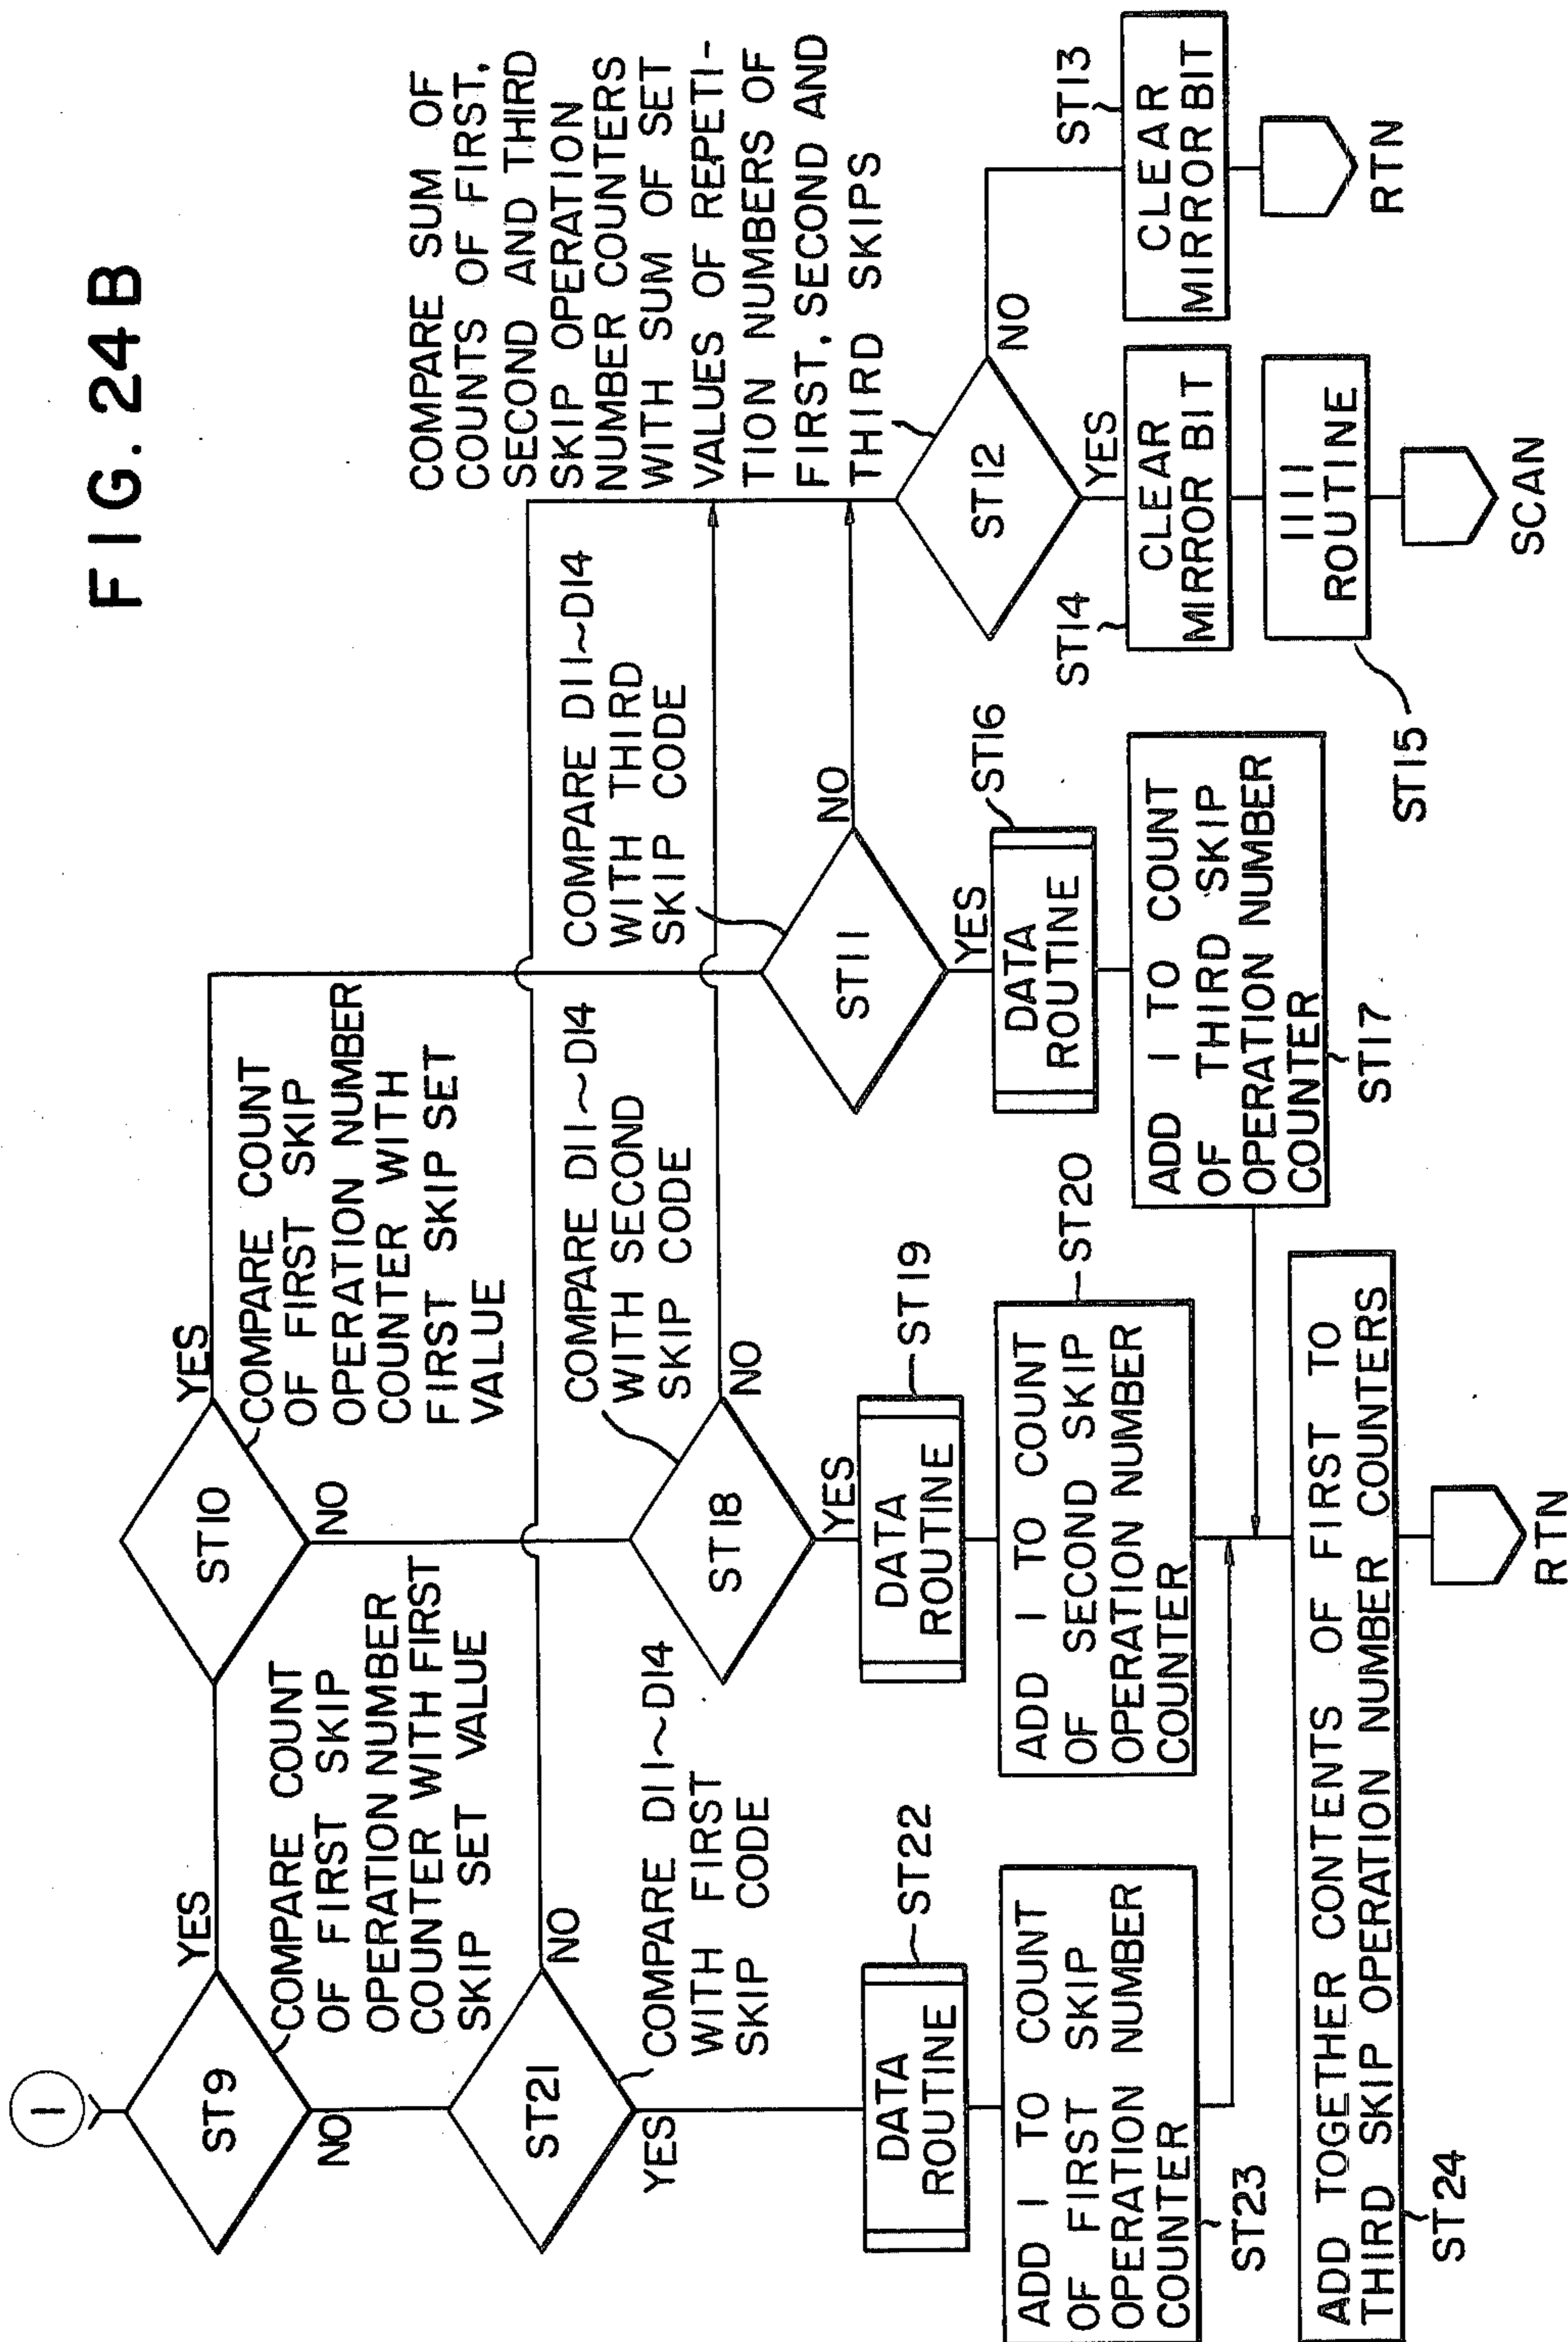 FIG. 24B
1
ST9
YES
NO
COMPARE COUNT
OF FIRST SKIP
OPERATION NUMBER
COUNTER WITH FIRST
SKIP SET VALUE
ST10
YES
NO
COMPARE COUNT
OF FIRST SKIP
OPERATION NUMBER
COUNTER WITH
FIRST SKIP SET
VALUE
ST21
NO
YES
COMPARE D11~D14
WITH FIRST
SKIP CODE
ST18
NO
YES
COMPARE D11~D14
WITH SECOND
SKIP CODE
ST11
NO
YES
COMPARE D11~D14
WITH THIRD
SKIP CODE
COMPARE SUM OF
COUNTS OF FIRST,
SECOND AND THIRD
SKIP OPERATION
NUMBER COUNTERS
WITH SUM OF SET
VALUES OF REPETI-
TION NUMBERS OF
FIRST, SECOND AND
THIRD SKIPS
ST12
NO
YES
ST13
CLEAR
MIRROR BIT
RTN
ST14
CLEAR
MIRROR BIT
1111
ROUTINE
ST15
SCAN
DATA
ROUTINE
ST16
ADD 1 TO COUNT
OF THIRD SKIP
OPERATION NUMBER
COUNTER
ST17
DATA
ROUTINE
ST19
ADD 1 TO COUNT
OF SECOND SKIP
OPERATION NUMBER
COUNTER
ST20
DATA
ROUTINE
ST22
ADD 1 TO COUNT
OF FIRST SKIP
OPERATION NUMBER
COUNTER
ST23
ADD TOGETHER CONTENTS OF FIRST TO
THIRD SKIP OPERATION NUMBER COUNTERS
ST24
RTN